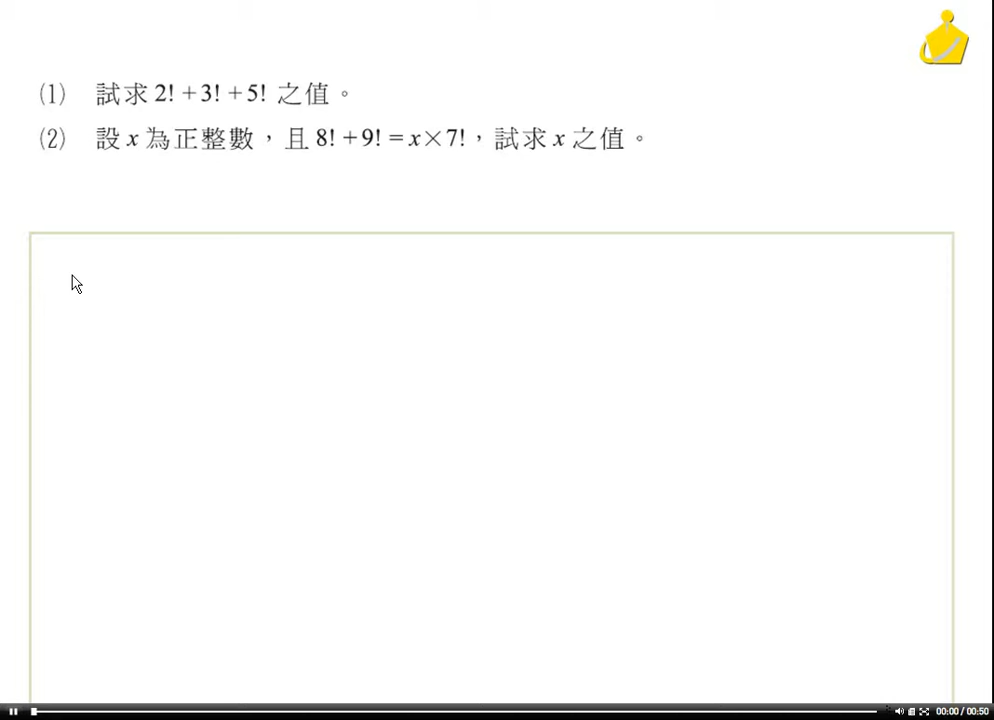 (1) 試求 2! + 3! + 5! 之值。
(2) 設 x 為正整數，且 8! + 9! = x × 7!，試求 x 之值。
00:00 / 00:50